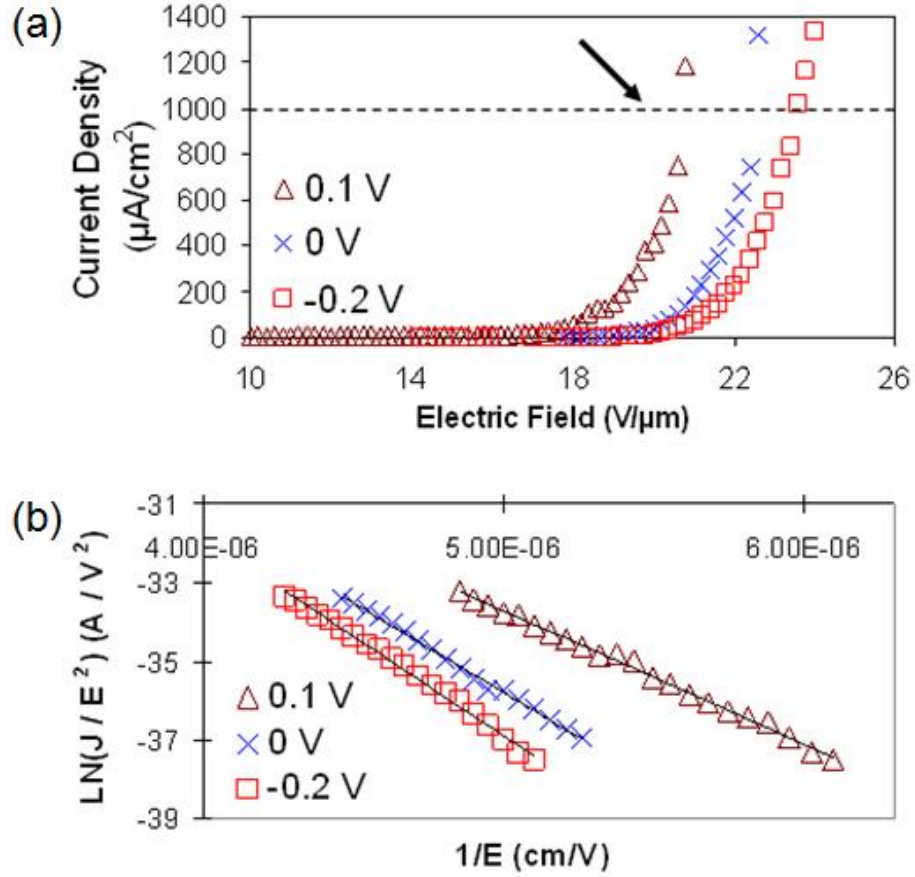 (a)
1400
1200
1000
800
600
400
200
0
Current Density
(µA/cm²)
0.1 V
0 V
-0.2 V
10 14 18 22 26
Electric Field (V/µm)
(b)
-31
-33
-35
-37
-39
4.00E-06 5.00E-06 6.00E-06
LN(J / E²) (A / V²)
0.1 V
0 V
-0.2 V
1/E (cm/V)